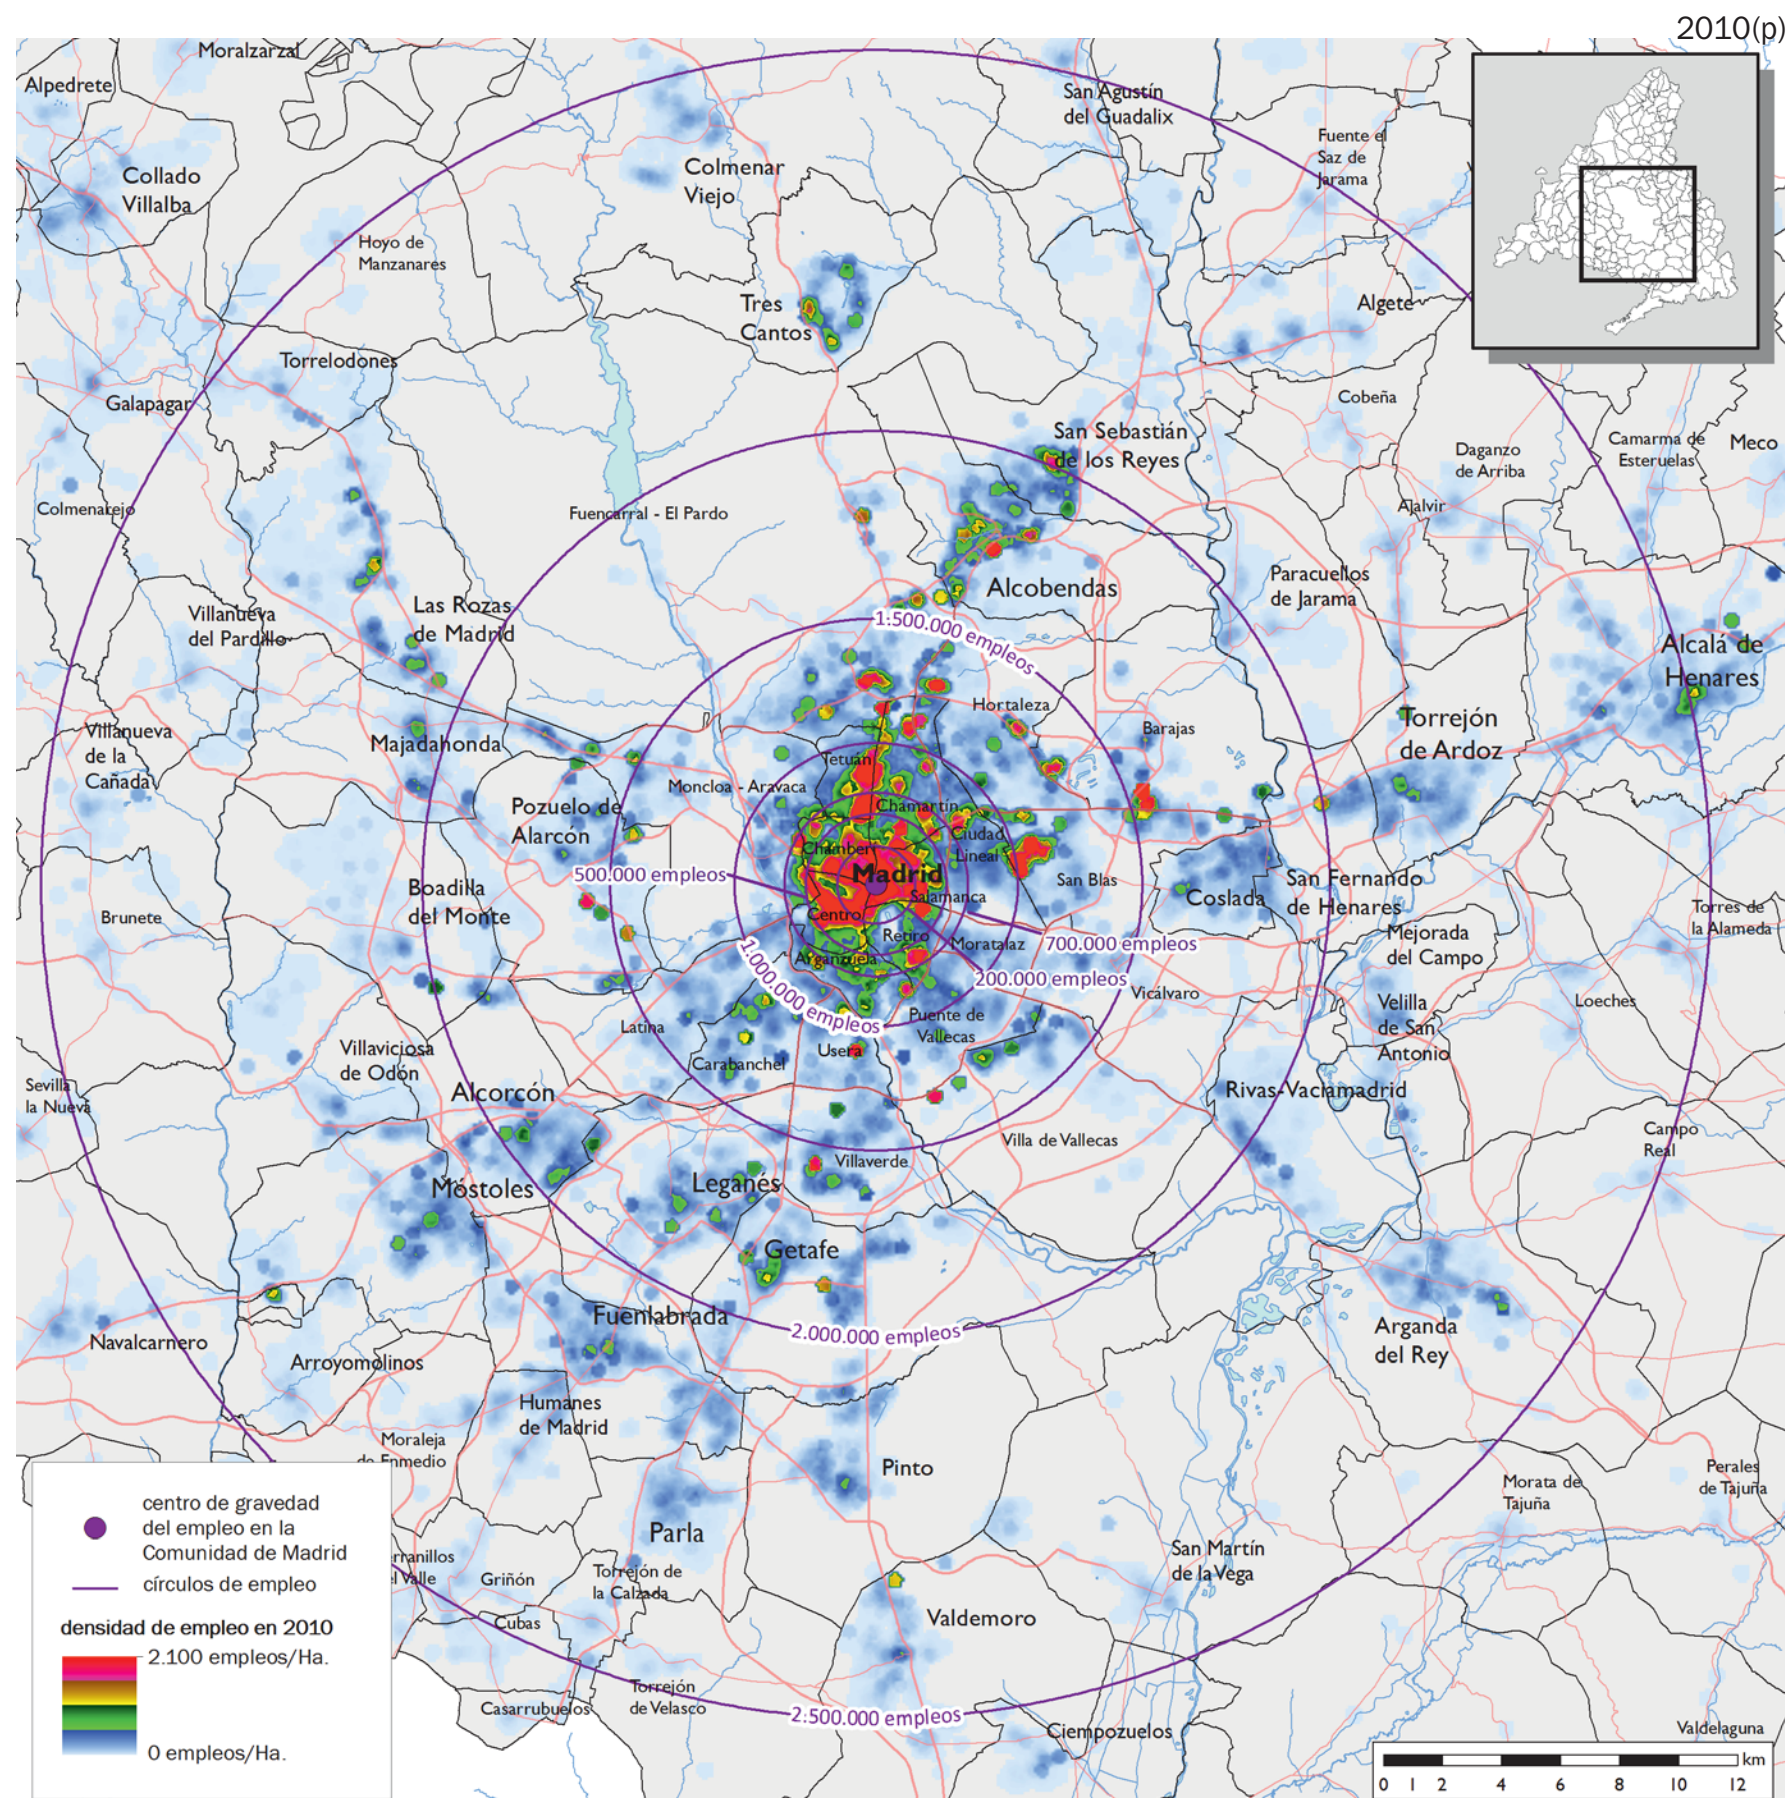 2010(p)
Moralzarzal
Alpedrete
San Agustín
del Guadalix
Fuente el
Saz de
Jarama
Collado
Villalba
Colmenar
Viejo
Hoyo de
Manzanares
Tres
Cantos
Algete
Torrelodones
Galapagar
Cobeña
San Sebastián
de los Reyes
Daganzo
de Arriba
Camarma de
Esteruelas
Meco
Colmenarejo
Fuencarral - El Pardo
Ajalvir
Alcobendas
Paracuellos
de Jarama
Villanueva
del Pardillo
Las Rozas
de Madrid
1.500.000 empleos
Alcalá de
Henares
Hortaleza
Barajas
Torrejón
de Ardoz
Villanueva
de la
Cañada
Majadahonda
Tetuán
Moncloa - Aravaca
Chamartín
Pozuelo de
Alarcón
Ciudad
Lineal
Chamberí
500.000 empleos
Madrid
San Blas
Salamanca
Coslada
San Fernando
de Henares
Boadilla
del Monte
Brunete
Centro
Retiro
Moratalaz
700.000 empleos
Torres de
la Alameda
Mejorada
del Campo
Arganzuela
200.000 empleos
1.000.000 empleos
Vicálvaro
Velilla
de San
Antonio
Loeches
Latina
Puente de
Vallecas
Usera
Carabanchel
Villaviciosa
de Odón
Sevilla
la Nueva
Alcorcón
Rivas-Vaciamadrid
Villa de Vallecas
Campo
Real
Villaverde
Móstoles
Leganés
Getafe
Fuenlabrada
2.000.000 empleos
Navalcarnero
Arroyomolinos
Arganda
del Rey
Humanes
de Madrid
Moraleja
de Enmedio
Pinto
Morata de
Tajuña
Perales
de Tajuña
Parla
San Martín
de la Vega
erranillos
el Valle
Griñón
Torrejón de
la Calzada
Cubas
Valdemoro
Torrejón
de Velasco
Casarrubuelos
2.500.000 empleos
Ciempozuelos
Valdelaguna
centro de gravedad
del empleo en la
Comunidad de Madrid
círculos de empleo
densidad de empleo en 2010
2.100 empleos/Ha.
0 empleos/Ha.
km
0 1 2 4 6 8 10 12